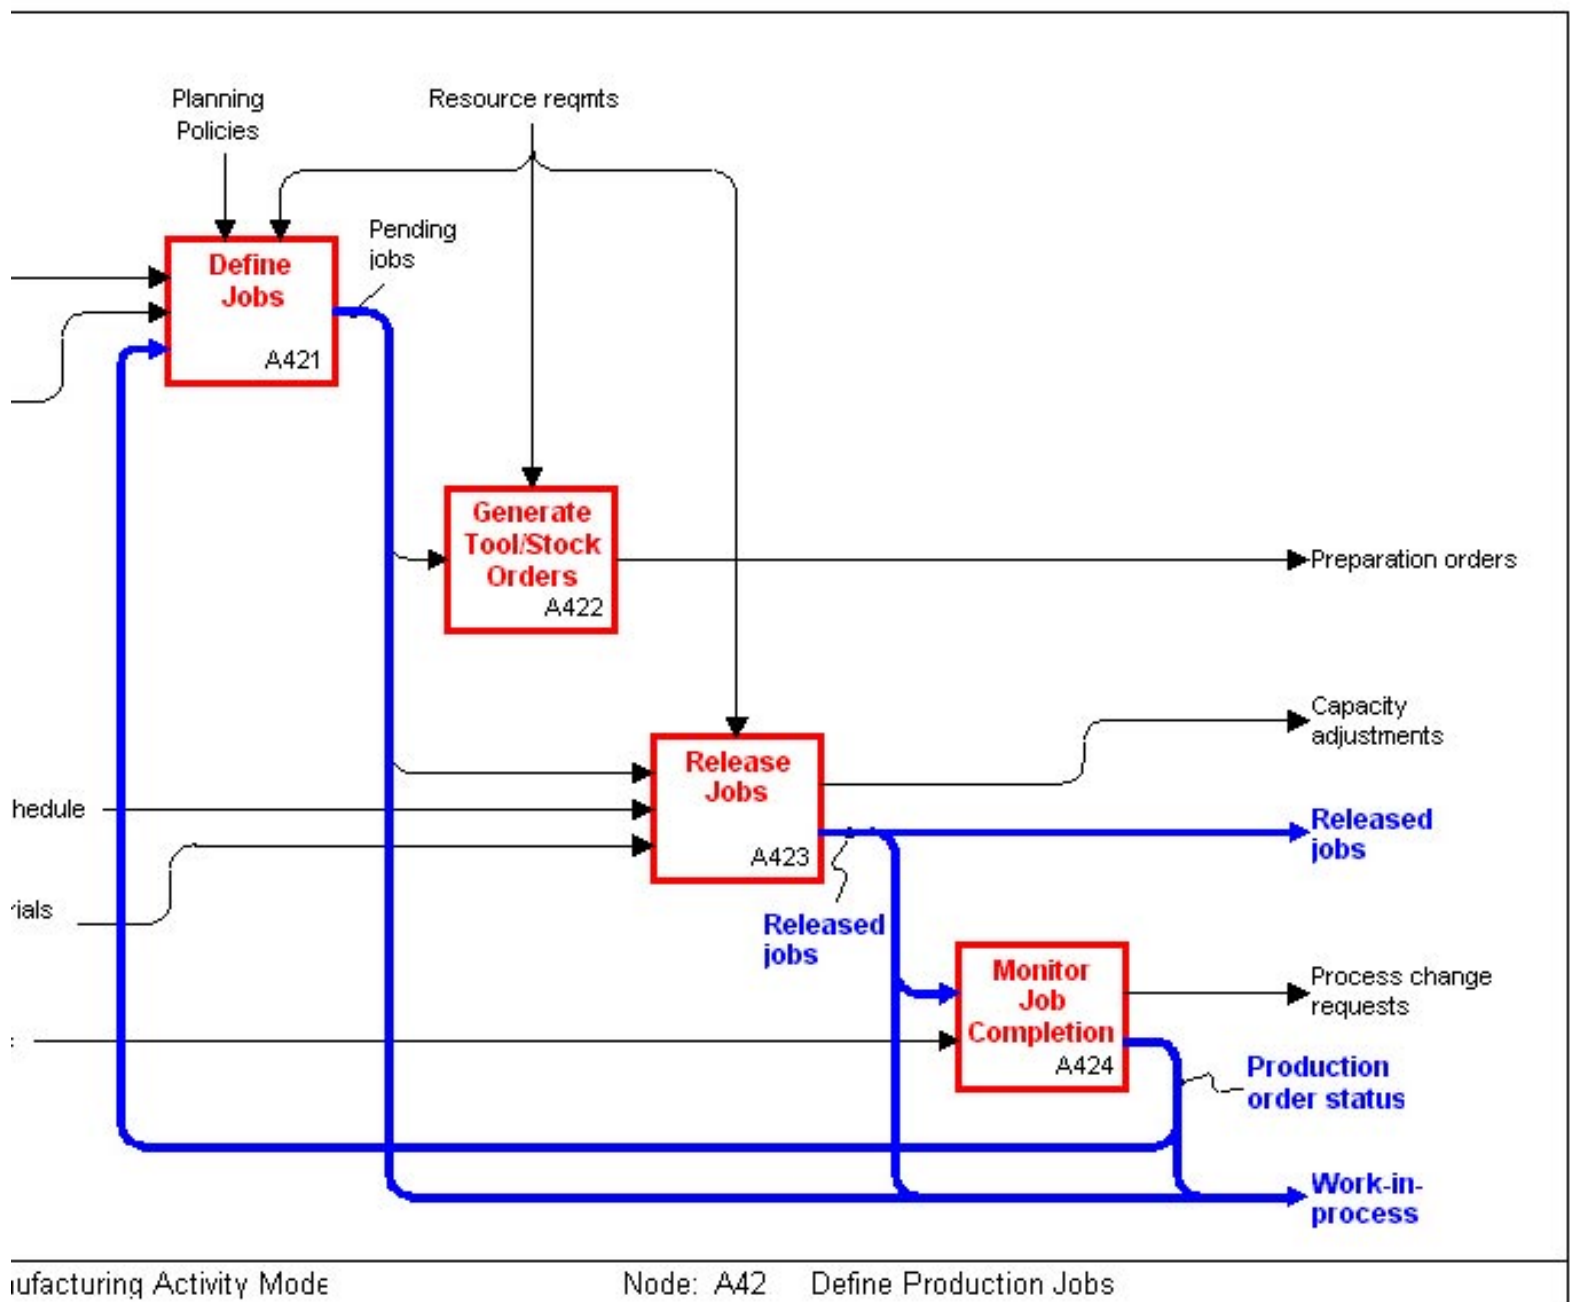 Planning
Policies
Resource reqmts
Pending
jobs
Define
Jobs
A421
Generate
Tool/Stock
Orders
A422
Preparation orders
Capacity
adjustments
Release
Jobs
A423
hedule
Released
jobs
rials
Released
jobs
Monitor
Job
Completion
A424
Process change
requests
Production
order status
Work-in-
process
ufacturing Activity Mode
Node: A42 Define Production Jobs